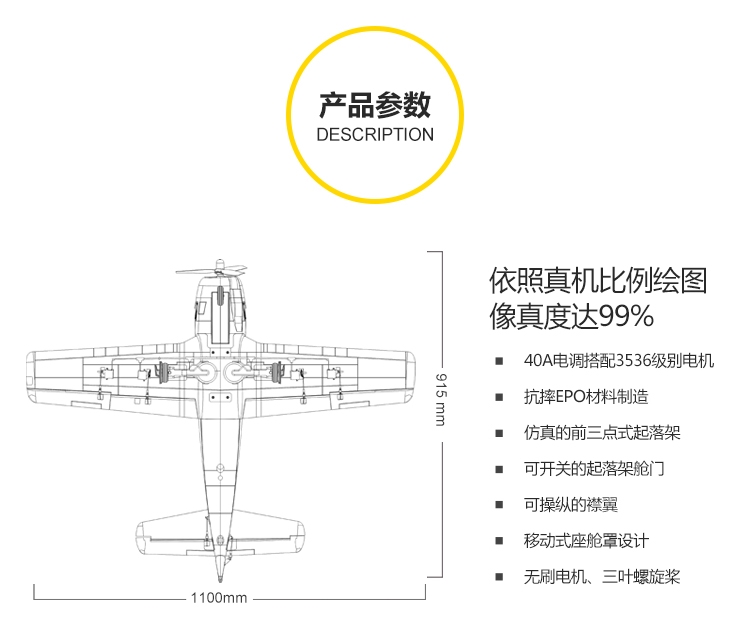 产品参数
DESCRIPTION
依照真机比例绘图
像真度达99%
■ 40A电调搭配3536级别电机
■ 抗摔EPO材料制造
■ 仿真的前三点式起落架
■ 可开关的起落架舱门
■ 可操纵的襟翼
■ 移动式座舱罩设计
■ 无刷电机、三叶螺旋桨
915 mm
1100mm